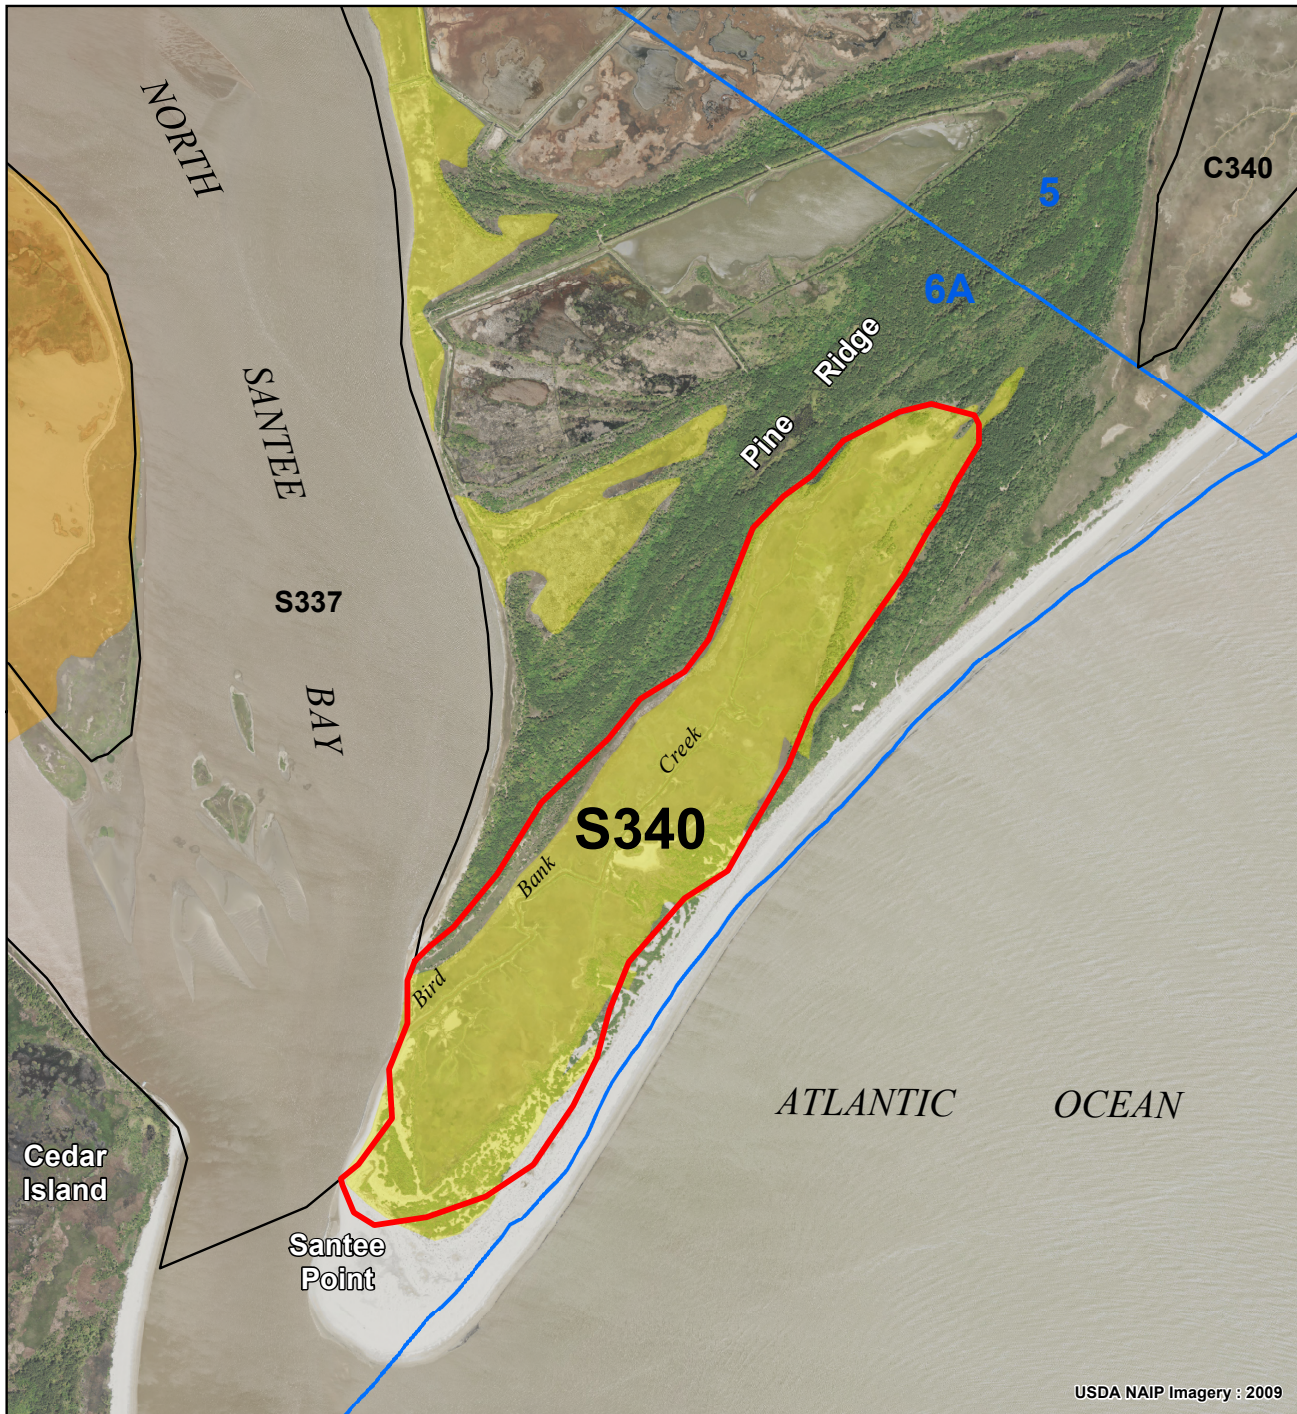 NORTH
C340
5
6A
Ridge
SANTEE
Pine
S337
BAY
Creek
S340
Bank
Bird
ATLANTIC OCEAN
Cedar
Island
Santee
Point
USDA NAIP Imagery : 2009